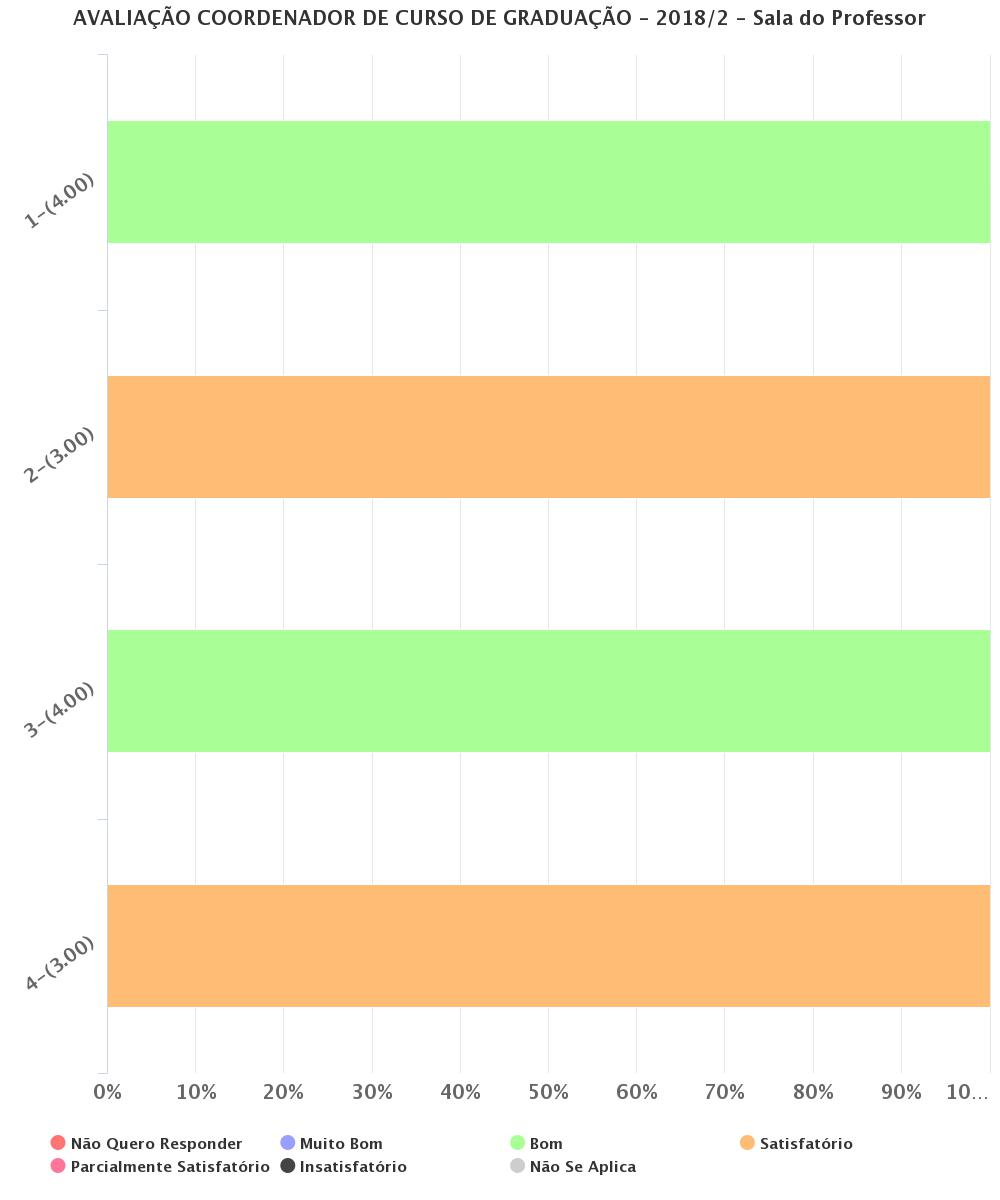 AVALIAÇÃO COORDENADOR DE CURSO DE GRADUAÇÃO - 2018/2 - Sala do Professor
1-(4.00)
2-(3.00)
3-(4.00)
4-(3.00)
0% 10% 20% 30% 40% 50% 60% 70% 80% 90% 10...
Não Quero Responder Muito Bom Bom Satisfatório
Parcialmente Satisfatório Insatisfatório Não Se Aplica